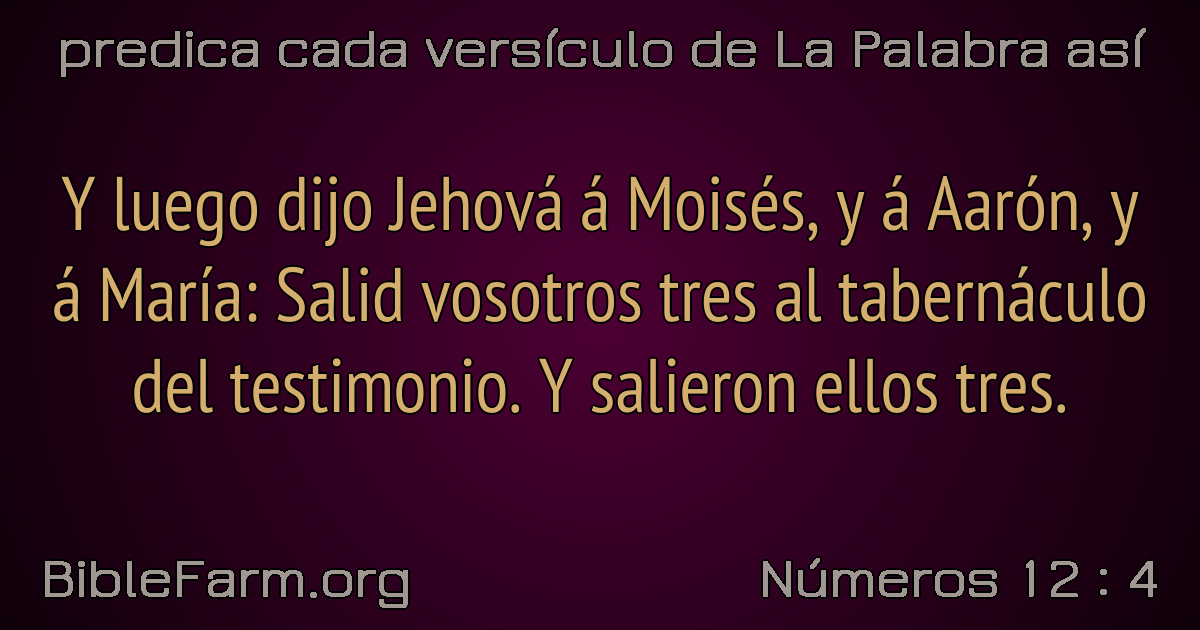 predica cada versículo de La Palabra así
Y luego dijo Jehová á Moisés, y á Aarón, y
á María: Salid vosotros tres al tabernáculo
del testimonio. Y salieron ellos tres.
BibleFarm.org
Números 12 : 4